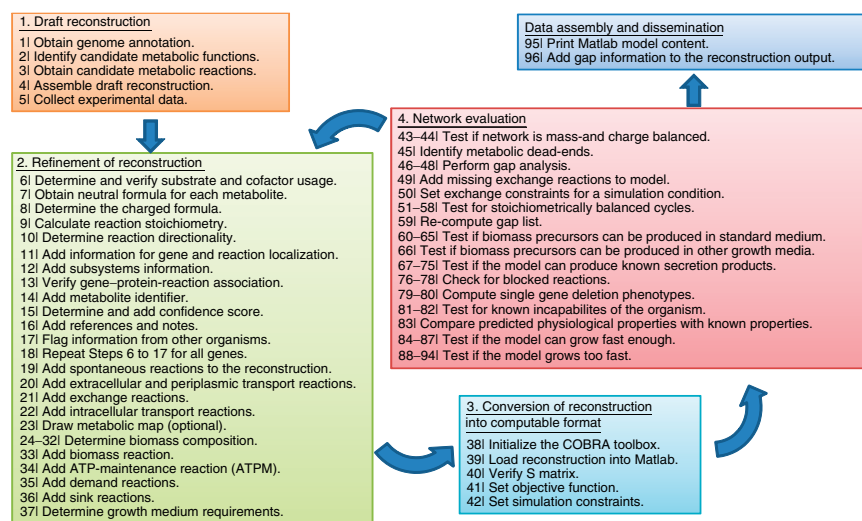 1. Draft reconstruction
1| Obtain genome annotation.
2| Identify candidate metabolic functions.
3| Obtain candidate metabolic reactions.
4| Assemble draft reconstruction.
5| Collect experimental data.
2. Refinement of reconstruction
6| Determine and verify substrate and cofactor usage.
7| Obtain neutral formula for each metabolite.
8| Determine the charged formula.
9| Calculate reaction stoichiometry.
10| Determine reaction directionality.
11| Add information for gene and reaction localization.
12| Add subsystems information.
13| Verify gene–protein-reaction association.
14| Add metabolite identifier.
15| Determine and add confidence score.
16| Add references and notes.
17| Flag information from other organisms.
18| Repeat Steps 6 to 17 for all genes.
19| Add spontaneous reactions to the reconstruction.
20| Add extracellular and periplasmic transport reactions.
21| Add exchange reactions.
22| Add intracellular transport reactions.
23| Draw metabolic map (optional).
24–32| Determine biomass composition.
33| Add biomass reaction.
34| Add ATP-maintenance reaction (ATPM).
35| Add demand reactions.
36| Add sink reactions.
37| Determine growth medium requirements.
3. Conversion of reconstruction
into computable format
38| Initialize the COBRA toolbox.
39| Load reconstruction into Matlab.
40| Verify S matrix.
41| Set objective function.
42| Set simulation constraints.
4. Network evaluation
43–44| Test if network is mass-and charge balanced.
45| Identify metabolic dead-ends.
46–48| Perform gap analysis.
49| Add missing exchange reactions to model.
50| Set exchange constraints for a simulation condition.
51–58| Test for stoichiometrically balanced cycles.
59| Re-compute gap list.
60–65| Test if biomass precursors can be produced in standard medium.
66| Test if biomass precursors can be produced in other growth media.
67–75| Test if the model can produce known secretion products.
76–78| Check for blocked reactions.
79–80| Compute single gene deletion phenotypes.
81–82| Test for known incapabilites of the organism.
83| Compare predicted physiological properties with known properties.
84–87| Test if the model can grow fast enough.
88–94| Test if the model grows too fast.
Data assembly and dissemination
95| Print Matlab model content.
96| Add gap information to the reconstruction output.